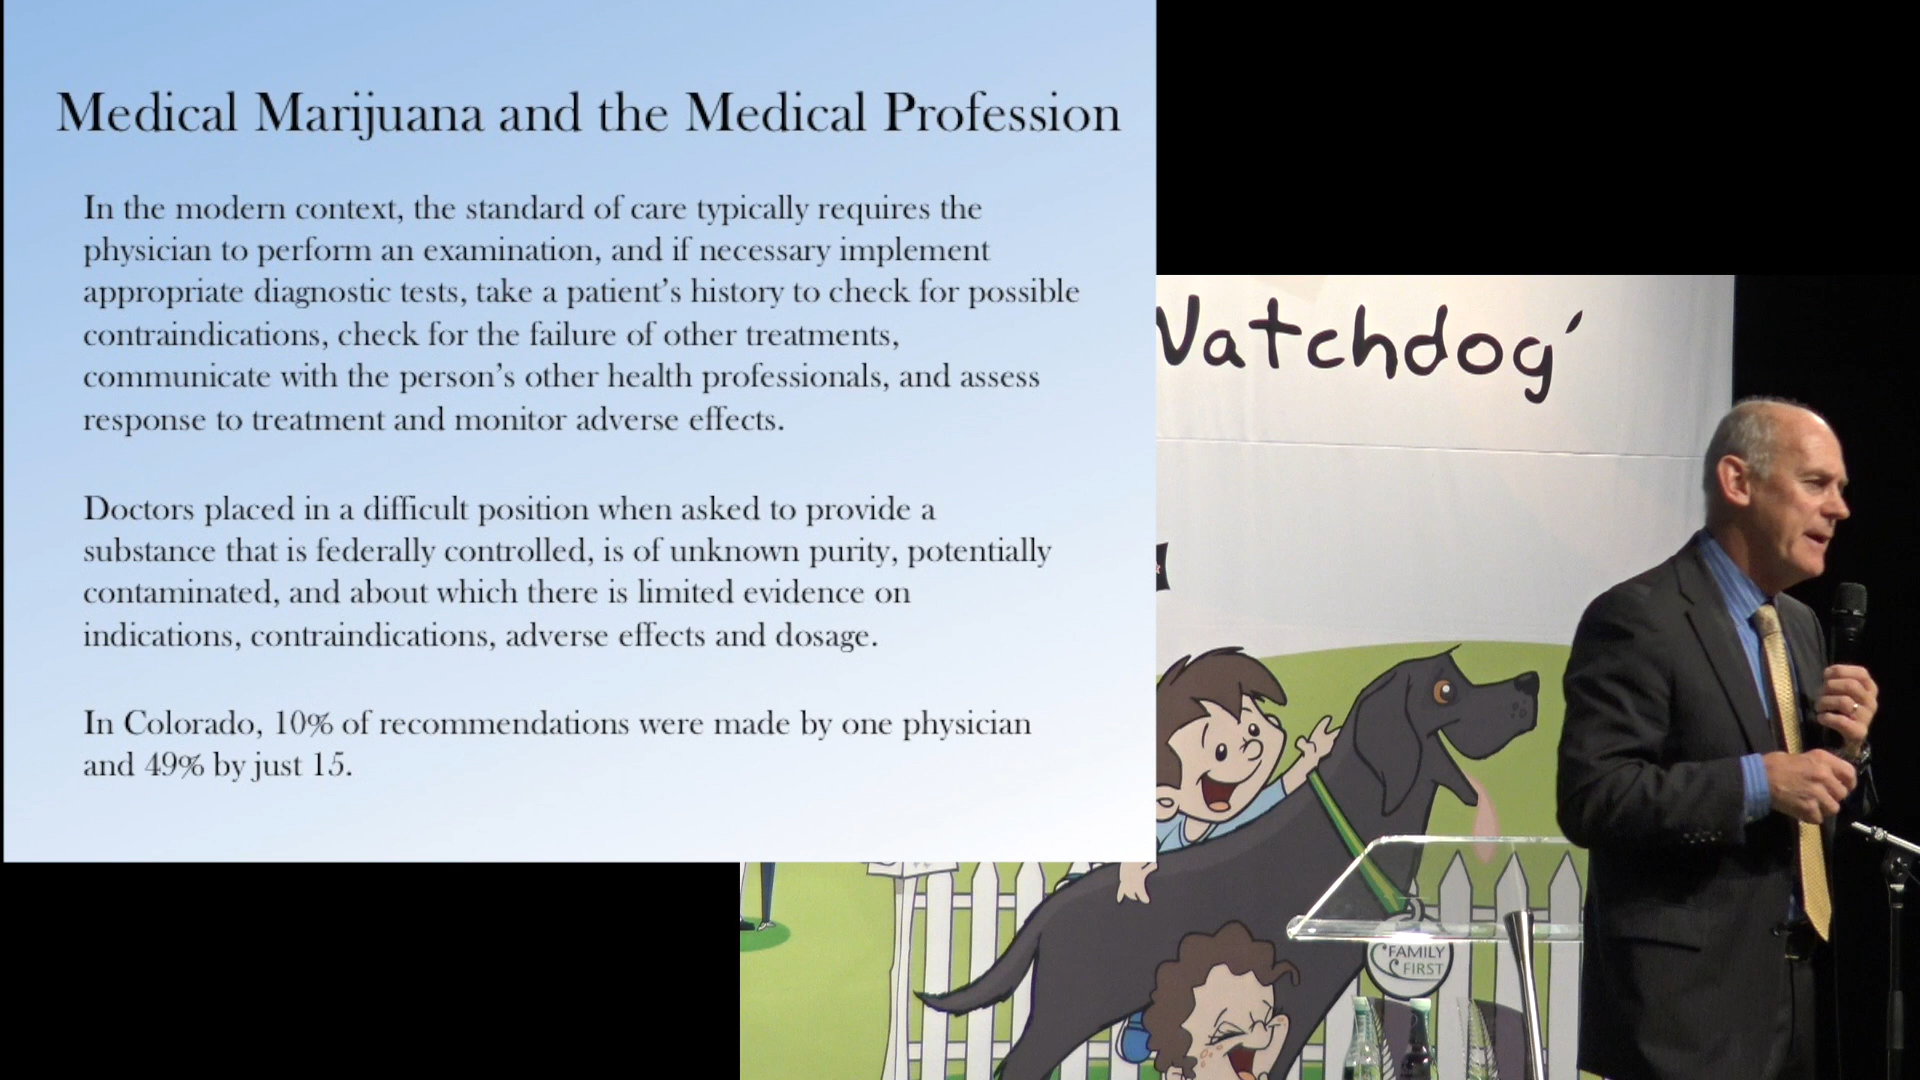 Medical Marijuana and the Medical Profession
In the modern context, the standard of care typically requires the
physician to perform an examination, and if necessary implement
appropriate diagnostic tests, take a patient’s history to check for possible
contraindications, check for the failure of other treatments,
communicate with the person’s other health professionals, and assess
response to treatment and monitor adverse effects.
Doctors placed in a difficult position when asked to provide a
substance that is federally controlled, is of unknown purity, potentially
contaminated, and about which there is limited evidence on
indications, contraindications, adverse effects and dosage.
In Colorado, 10% of recommendations were made by one physician
and 49% by just 15.
Watchdog'
FAMILY
FIRST